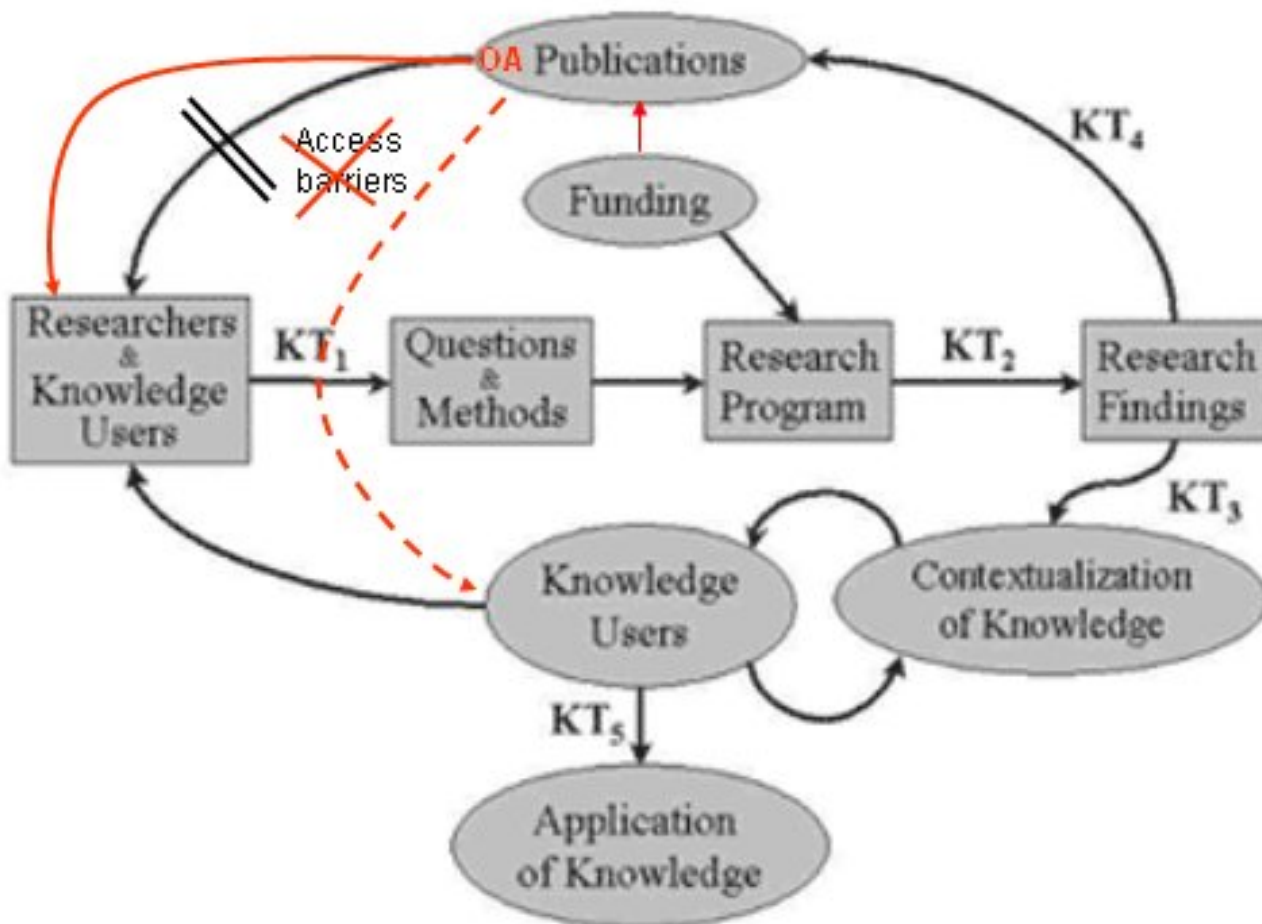 OA Publications
Access
barriers
KT4
Funding
Researchers
&
Knowledge
Users
KT1
Questions
&
Methods
Research
Program
KT2
Research
Findings
KT3
Knowledge
Users
Contextualization
of Knowledge
KT5
Application
of Knowledge